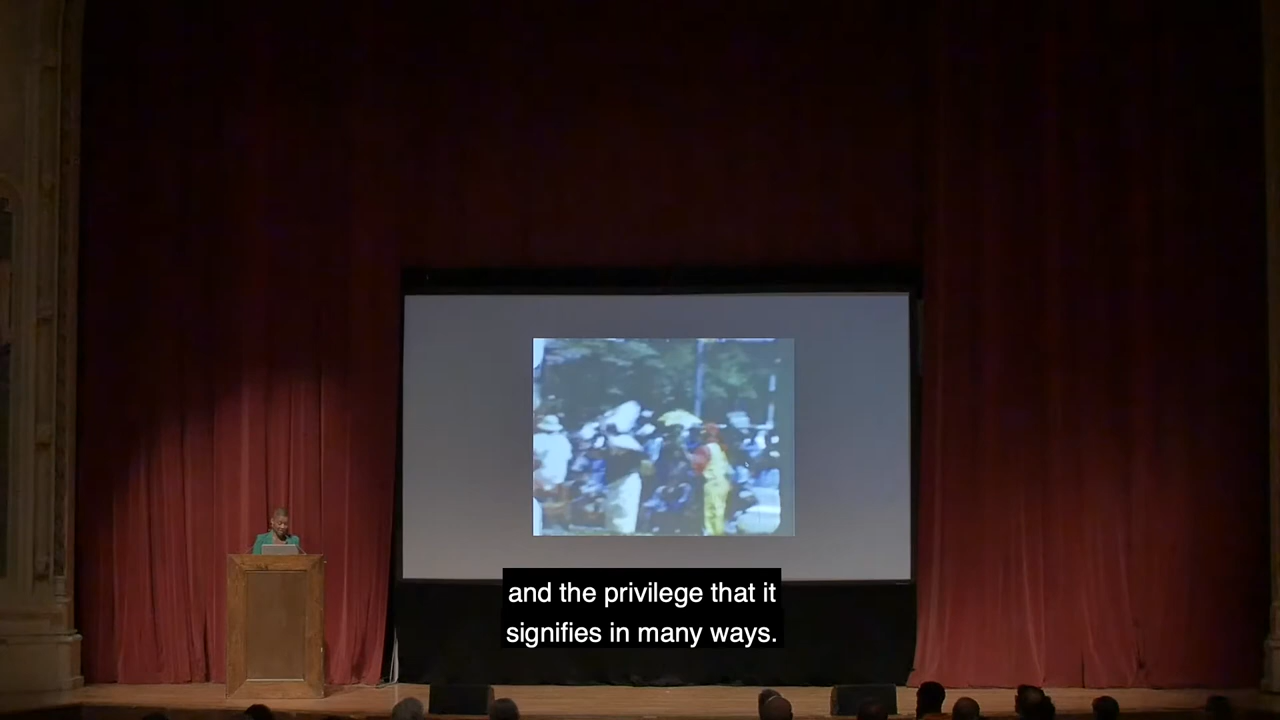 and the privilege that it
signifies in many ways.